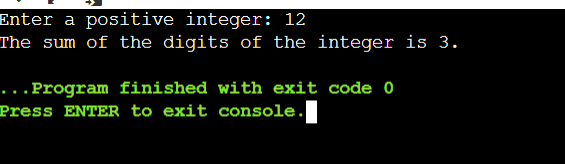 Enter a positive integer: 12
The sum of the digits of the integer is 3.
...Program finished with exit code 0
Press ENTER to exit console.